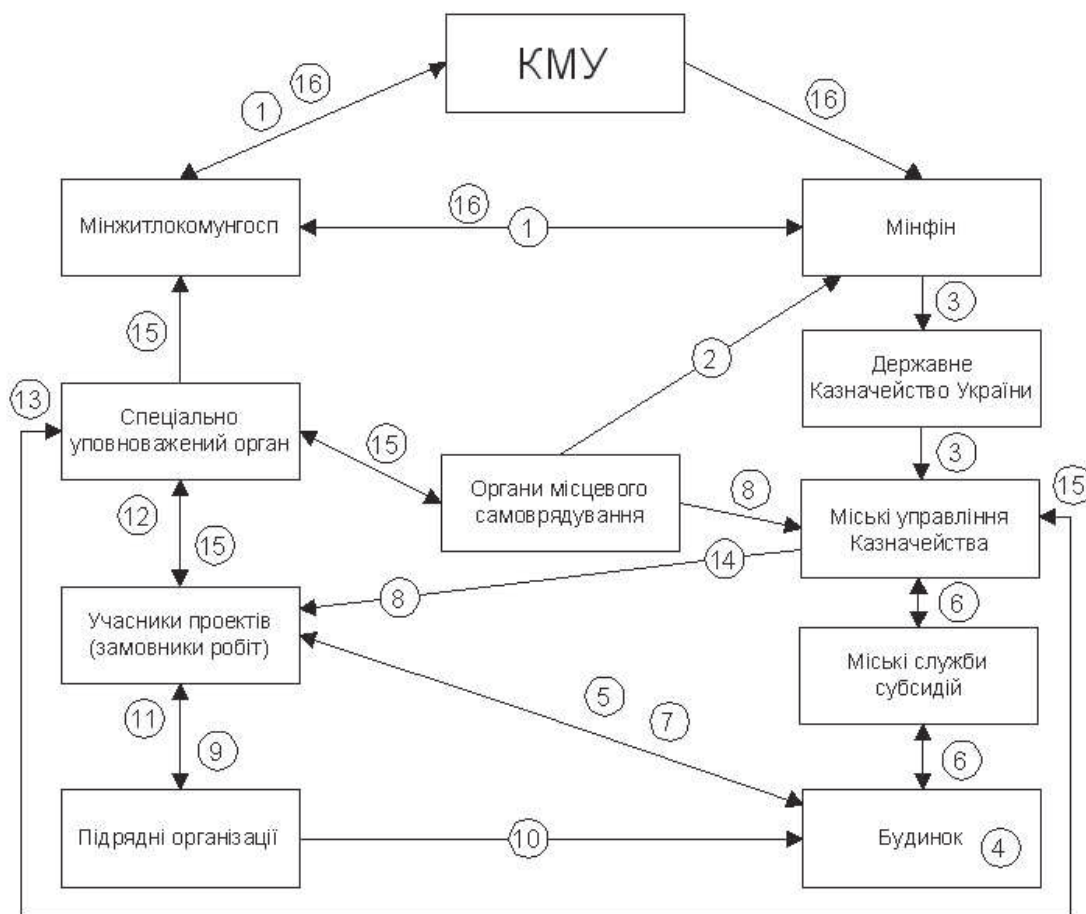 КМУ
16
1
16
Мінжитлокомунгосп
16
1
Мінфін
15
3
2
Державне
Казначейство України
13
Спеціально
уповноважений орган
15
3
Органи місцевого
самоврядування
8
15
Міські управління
Казначейства
12
15
14
8
6
Учасники проектів
(замовники робіт)
Міські служби
субсидій
5
7
11
9
6
Підрядні організації
10
Будинок
4